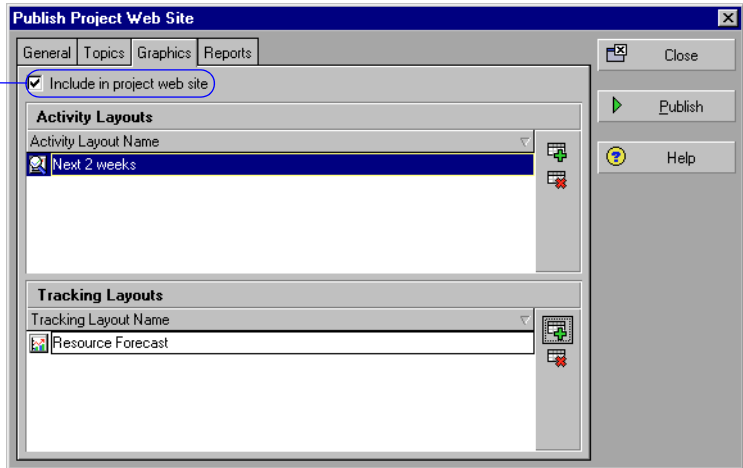 Publish Project Web Site
General Topics Graphics Reports
Include in project web site
Activity Layouts
Activity Layout Name
Next 2 weeks
Tracking Layouts
Tracking Layout Name
Resource Forecast
Close
Publish
Help